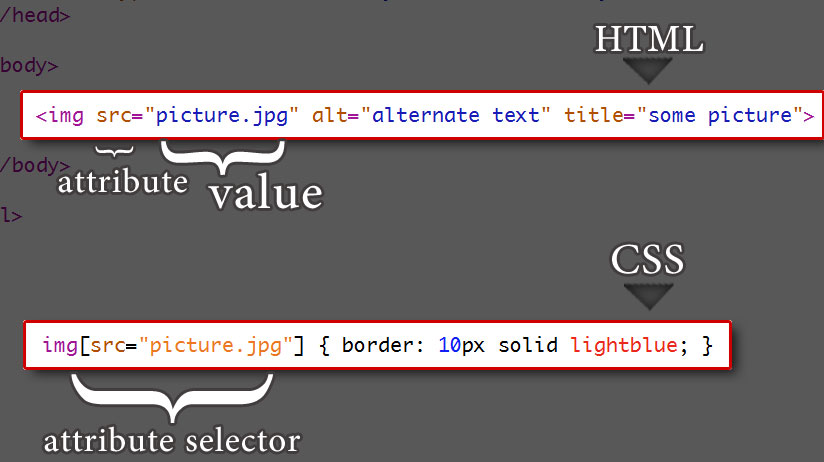 /head>
HTML
body>
<img src="picture.jpg" alt="alternate text" title="some picture">
/body>
attribute value
l>
CSS
img[src="picture.jpg"] { border: 10px solid lightblue; }
attribute selector